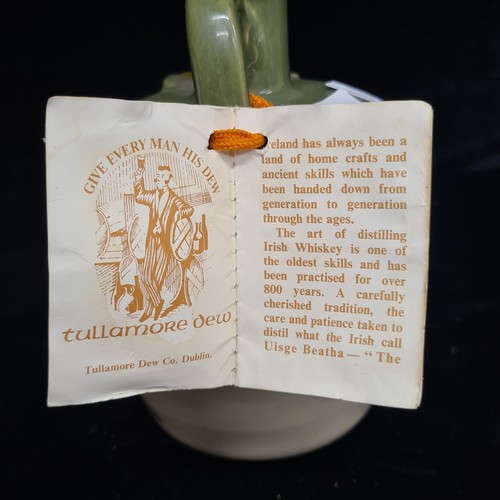 GIVE EVERY MAN HIS DEW
tullamore dew
Tullamore Dew Co. Dublin.
reland has always been a
land of home crafts and
ancient skills which have
been handed down from
generation to generation
through the ages.
The art of distilling
Irish Whiskey is one of
the oldest skills and has
been practised for over
800 years. A carefully
cherished tradition, the
care and patience taken to
distil what the Irish call
Uisge Beatha — “ The